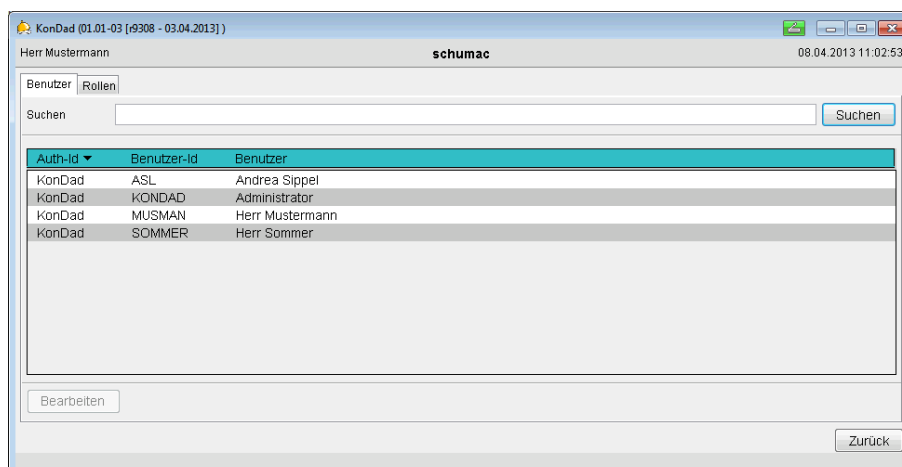 KonDad (01.01-03 [r9308 - 03.04.2013] )
Herr Mustermann schumac 08.04.2013 11:02:53
Benutzer Rollen
Suchen Suchen
Auth-Id Benutzer-Id Benutzer
KonDad ASL Andrea Sippel
KonDad KONDAD Administrator
KonDad MUSMAN Herr Mustermann
KonDad SOMMER Herr Sommer
Bearbeiten
Zurück